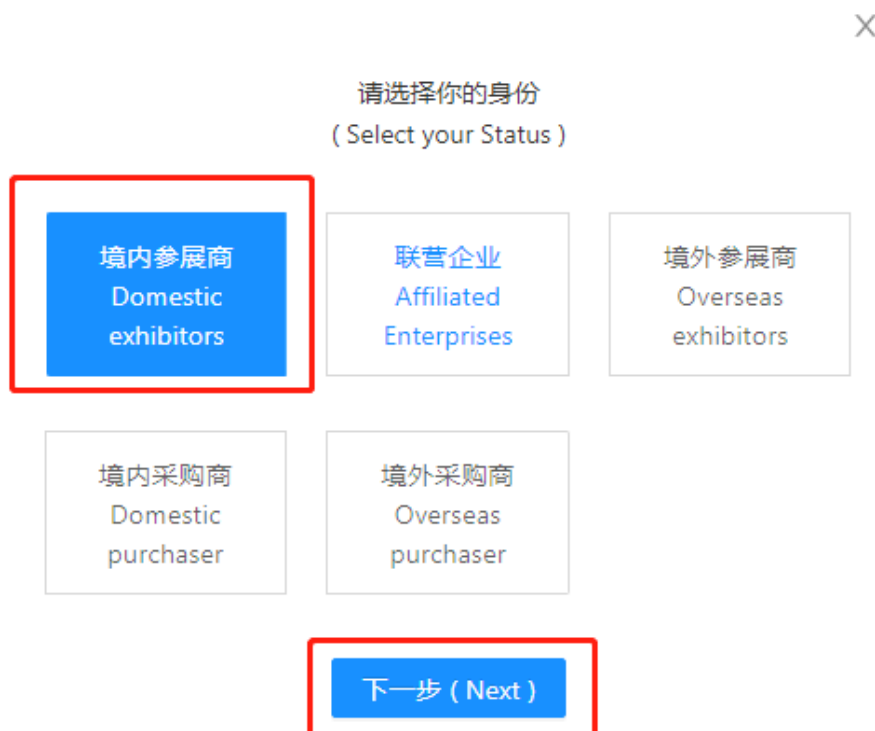 请选择你的身份
( Select your Status )
境内参展商
Domestic
exhibitors
联营企业
Affiliated
Enterprises
境外参展商
Overseas
exhibitors
境内采购商
Domestic
purchaser
境外采购商
Overseas
purchaser
下一步 ( Next )